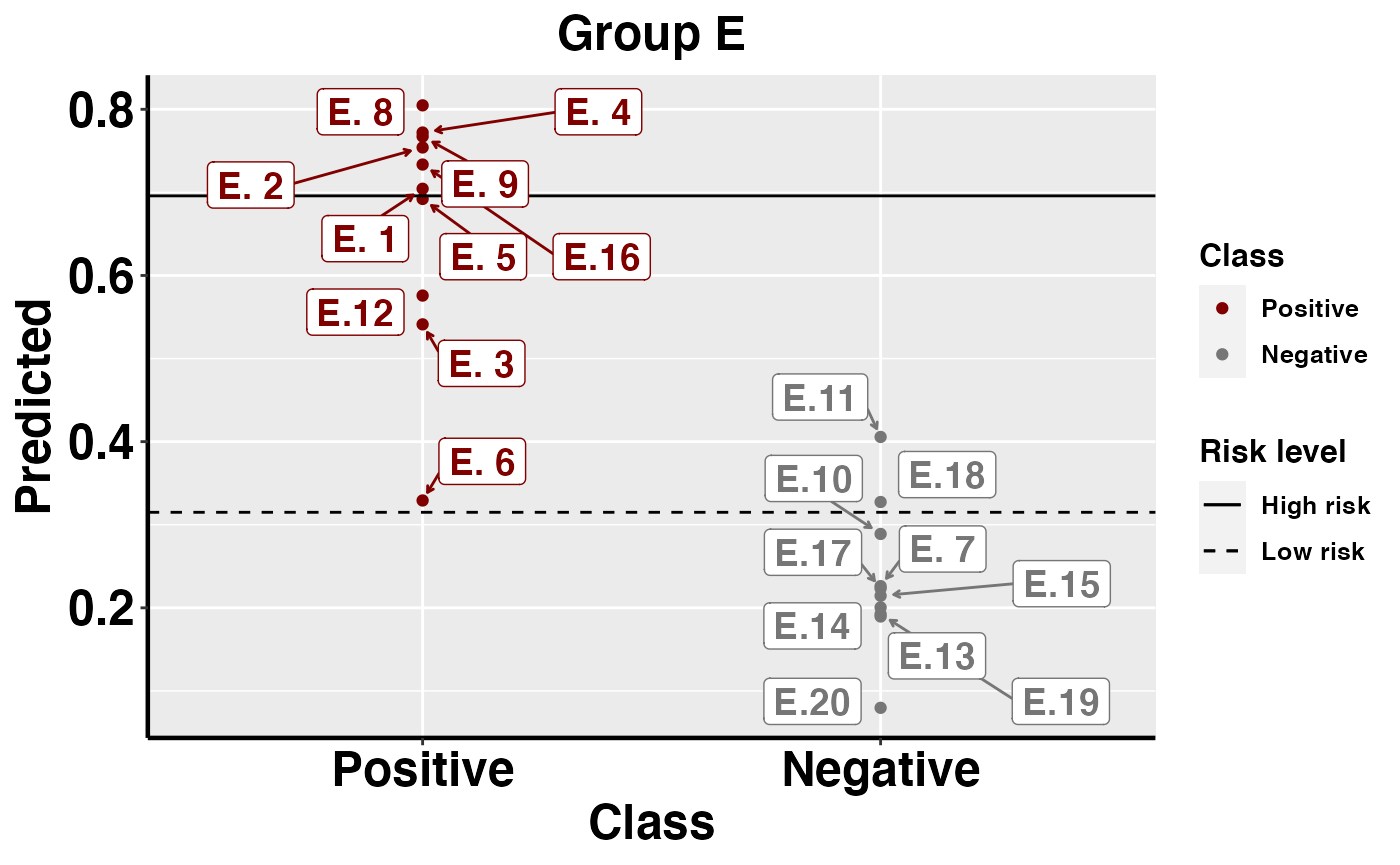 Group E
Predicted
0.8
0.6
0.4
0.2
E. 8
E. 4
E. 2
E. 9
E. 1
E. 5
E.16
E.12
E. 3
E. 6
E.11
E.18
E.10
E.17
E. 7
E.15
E.14
E.13
E.20
E.19
Positive
Negative
Class
Class
Positive
Negative
Risk level
High risk
Low risk